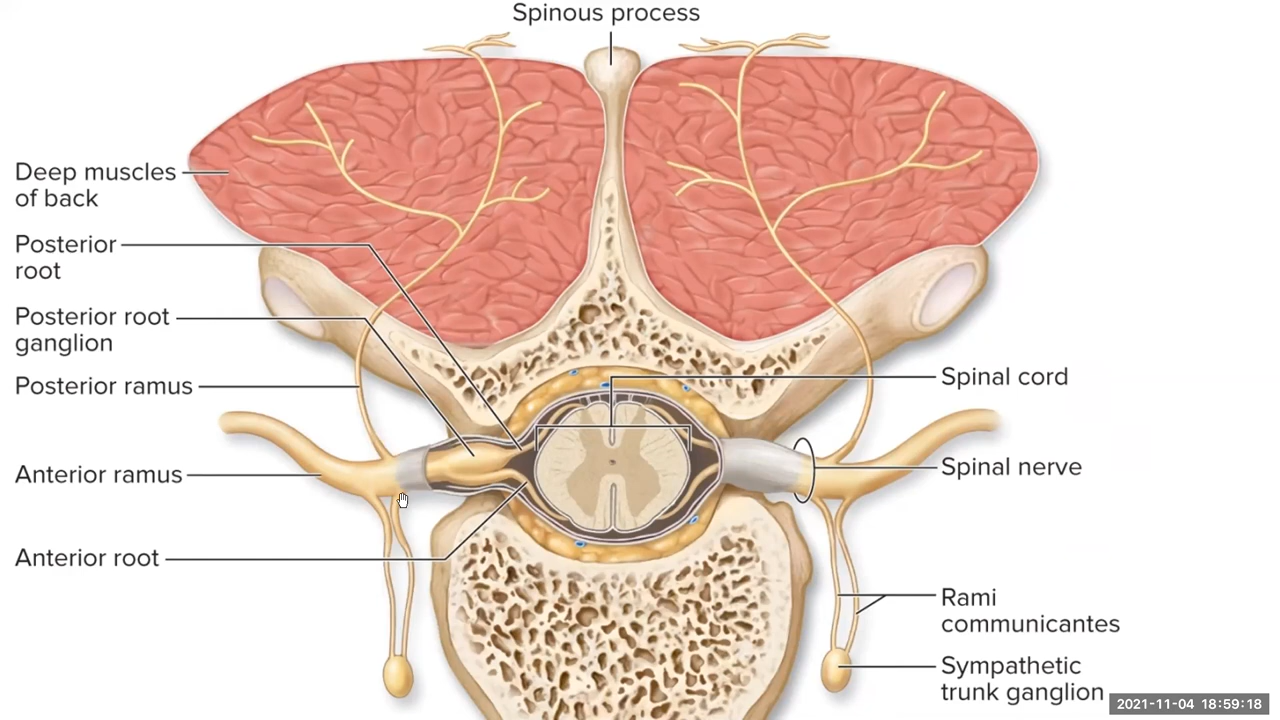 Spinous process
Deep muscles
of back
Posterior
root
Posterior root
ganglion
Posterior ramus
Anterior ramus
Anterior root
Spinal cord
Spinal nerve
Rami
communicantes
Sympathetic
trunk ganglion
2021-11-04 18:59:18